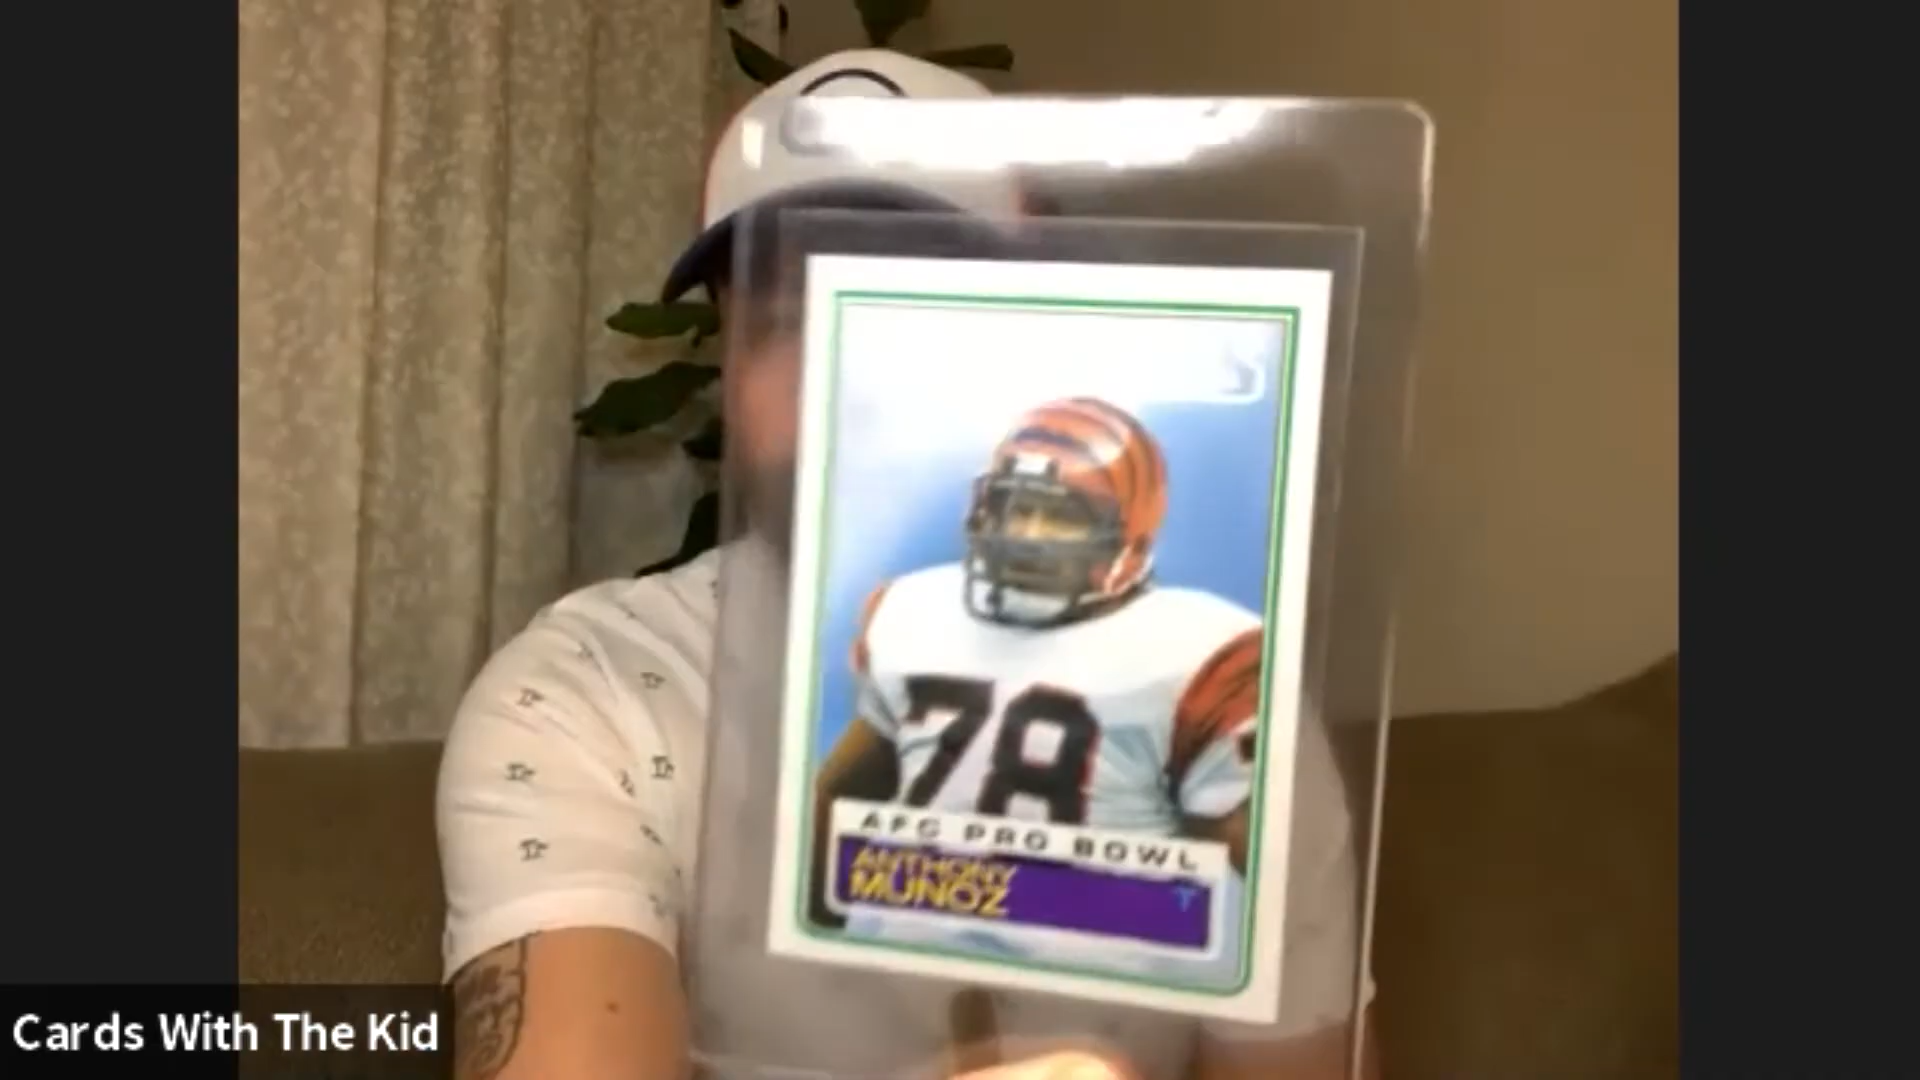 78
AFC PRO BOWL
ANTHONY
MUNOZ
T
Cards With The Kid